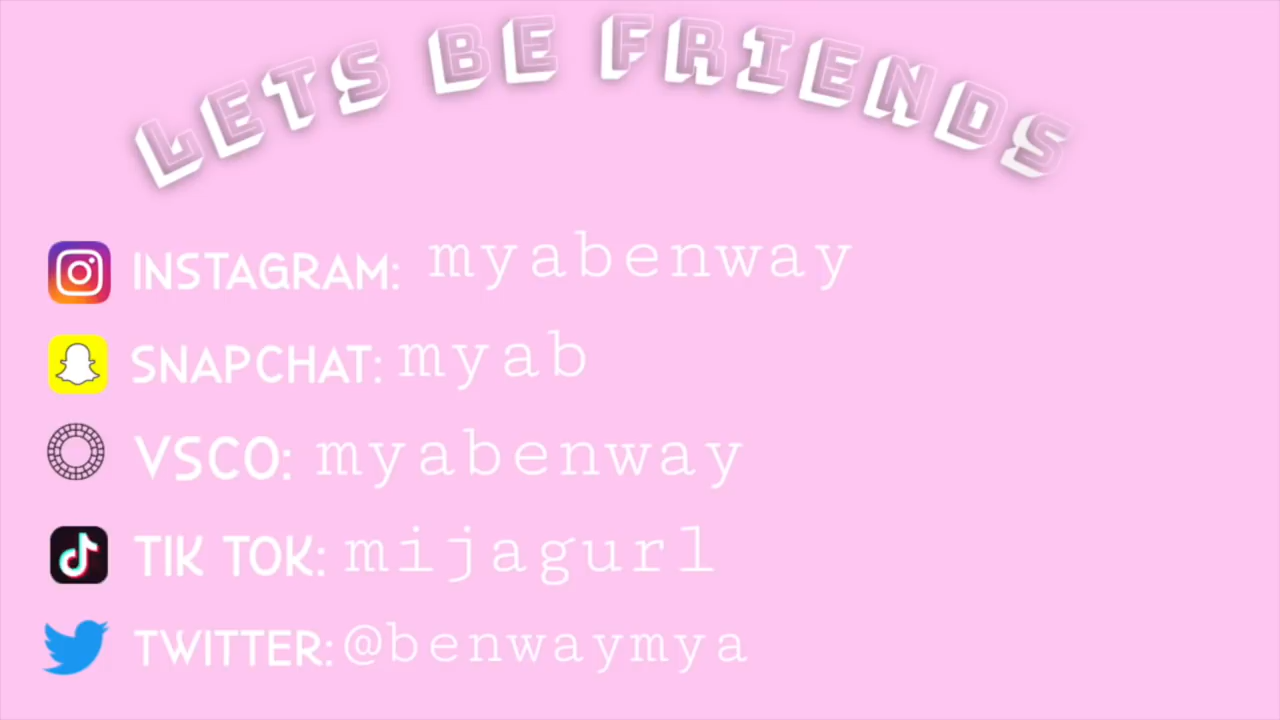 LETS BE FRIENDS
INSTAGRAM: myabenway
SNAPCHAT: myab
VSCO: myabenway
TIK TOK: mijagurl
TWITTER: @benwaymya